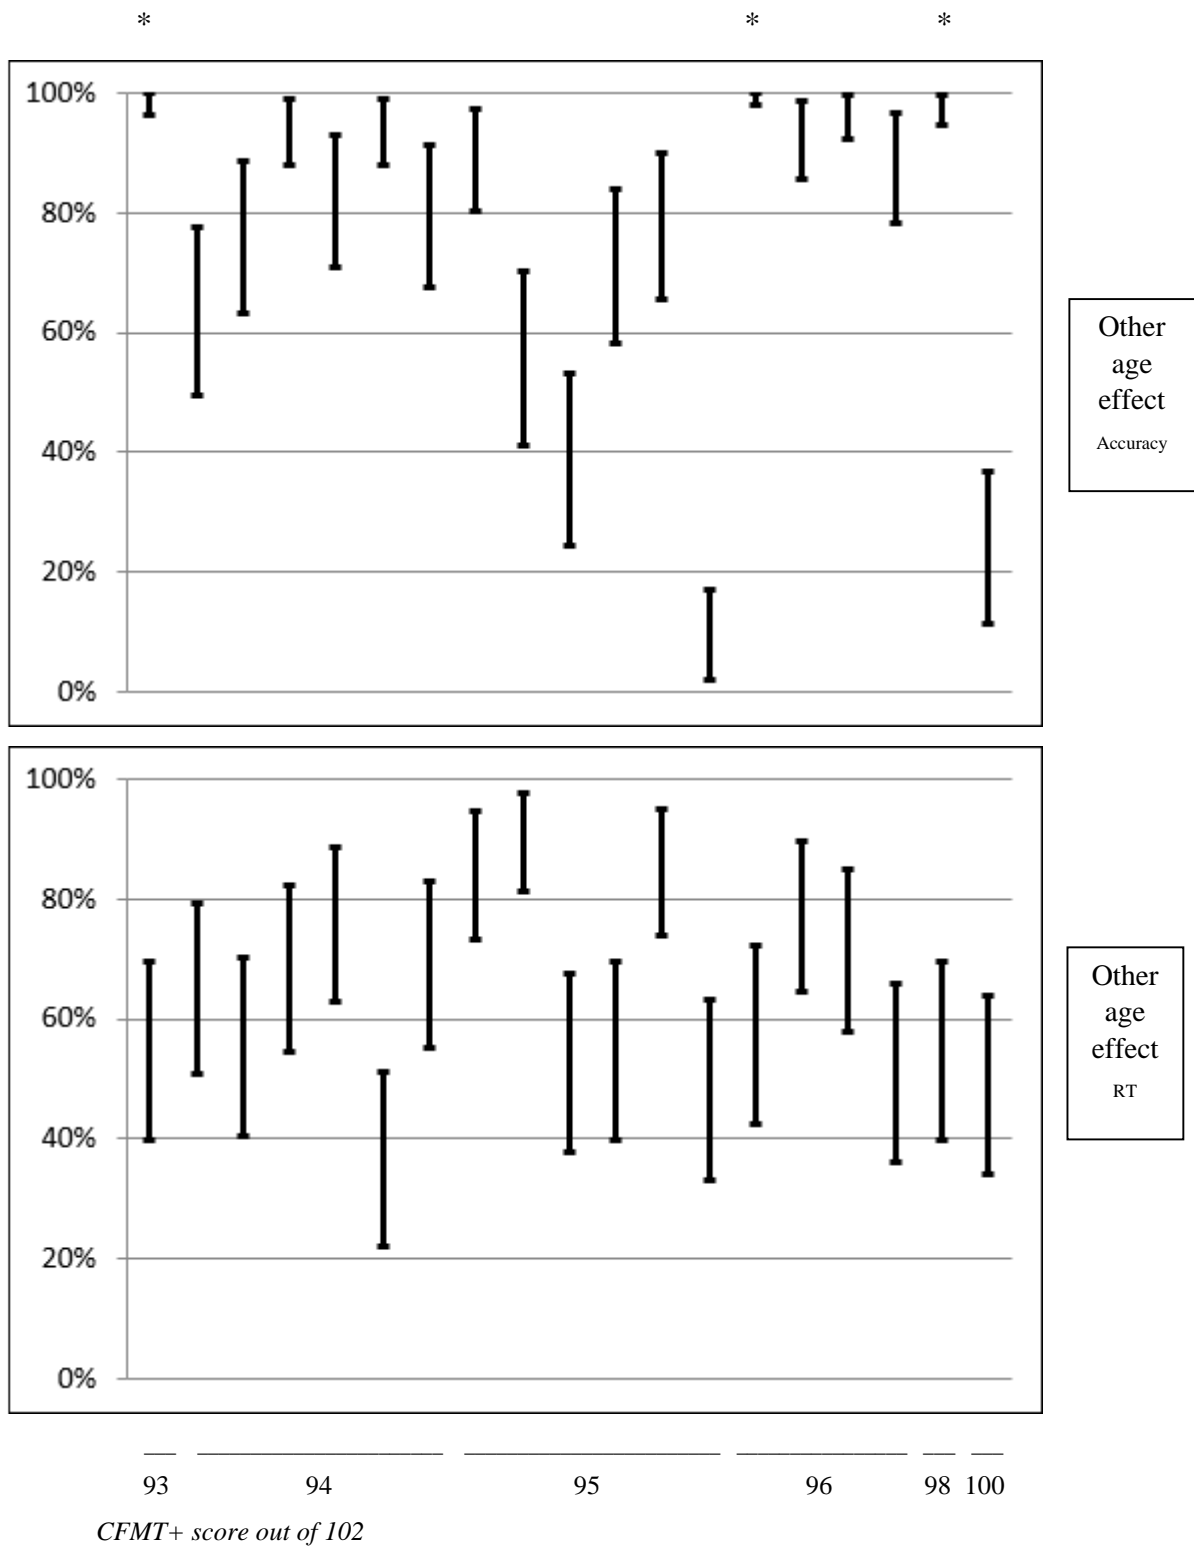 * * *
100%
80%
60%
40%
20%
0%
Other
age
effect
Accuracy
100%
80%
60%
40%
20%
0%
Other
age
effect
RT
93 94 95 96 98 100
CFMT+ score out of 102